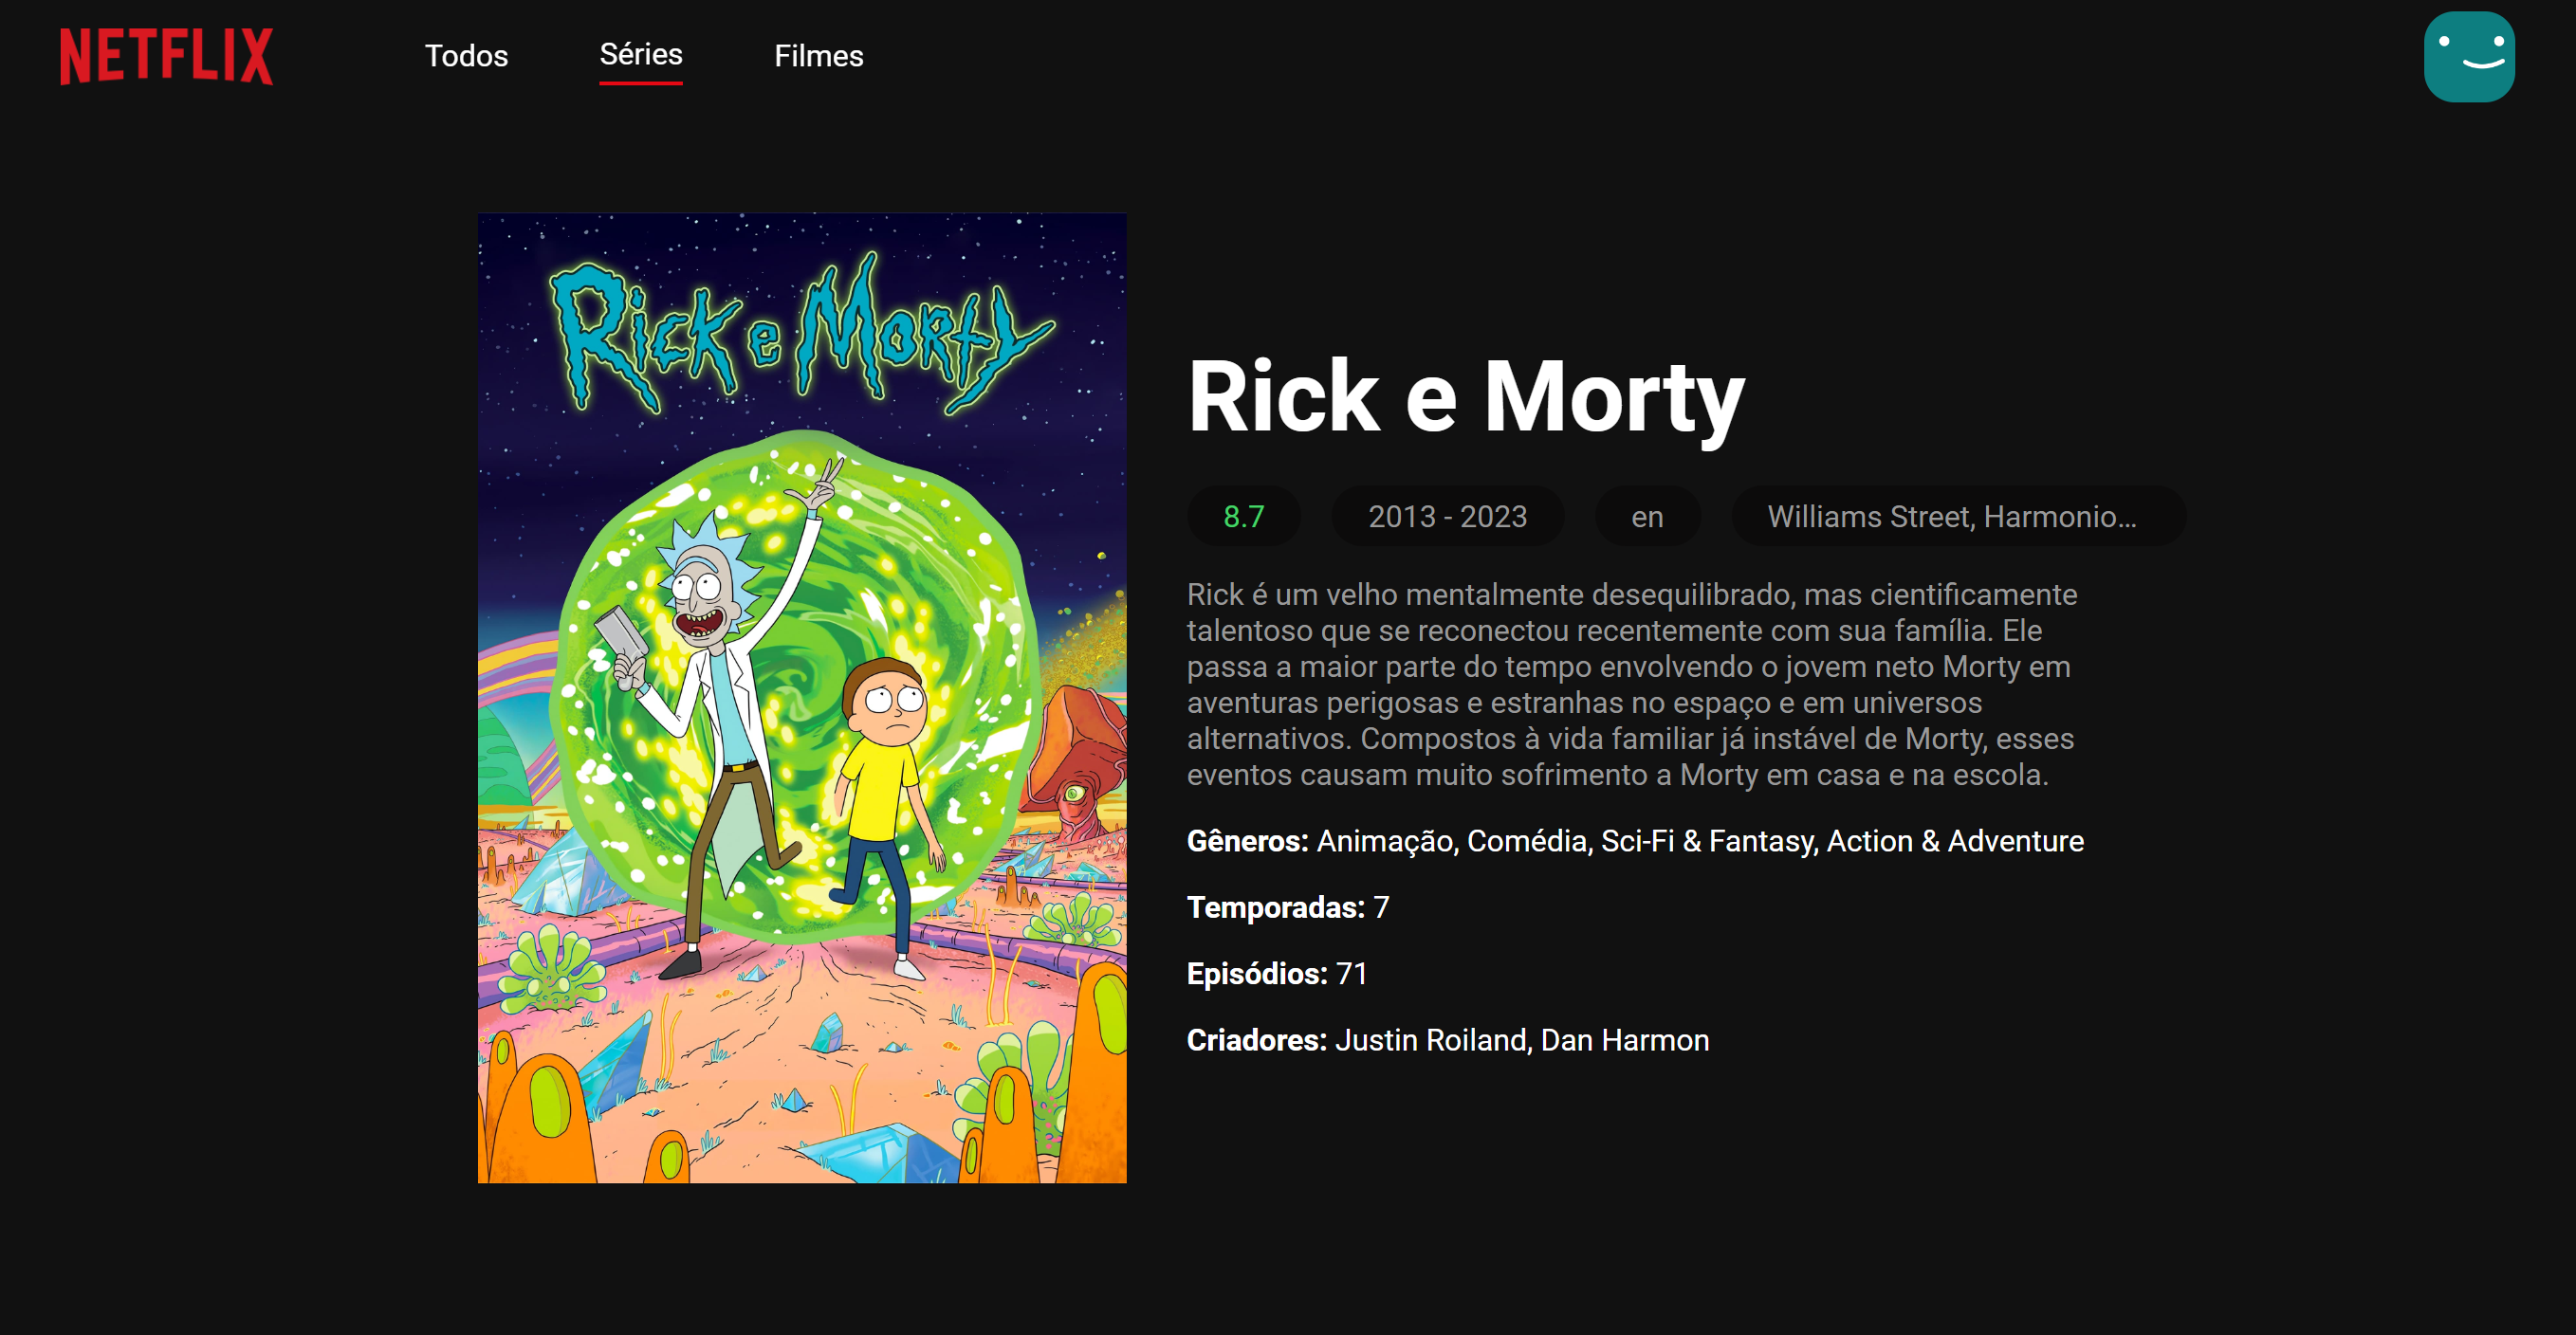 NETFLIX
Todos
Séries
Filmes
Rick e Morty
Rick e Morty
8.7
2013 - 2023
en
Williams Street, Harmonio...
Rick é um velho mentalmente desequilibrado, mas cientificamente
talentoso que se reconectou recentemente com sua família. Ele
passa a maior parte do tempo envolvendo o jovem neto Morty em
aventuras perigosas e estranhas no espaço e em universos
alternativos. Compostos à vida familiar já instável de Morty, esses
eventos causam muito sofrimento a Morty em casa e na escola.
Gêneros: Animação, Comédia, Sci-Fi & Fantasy, Action & Adventure
Temporadas: 7
Episódios: 71
Criadores: Justin Roiland, Dan Harmon